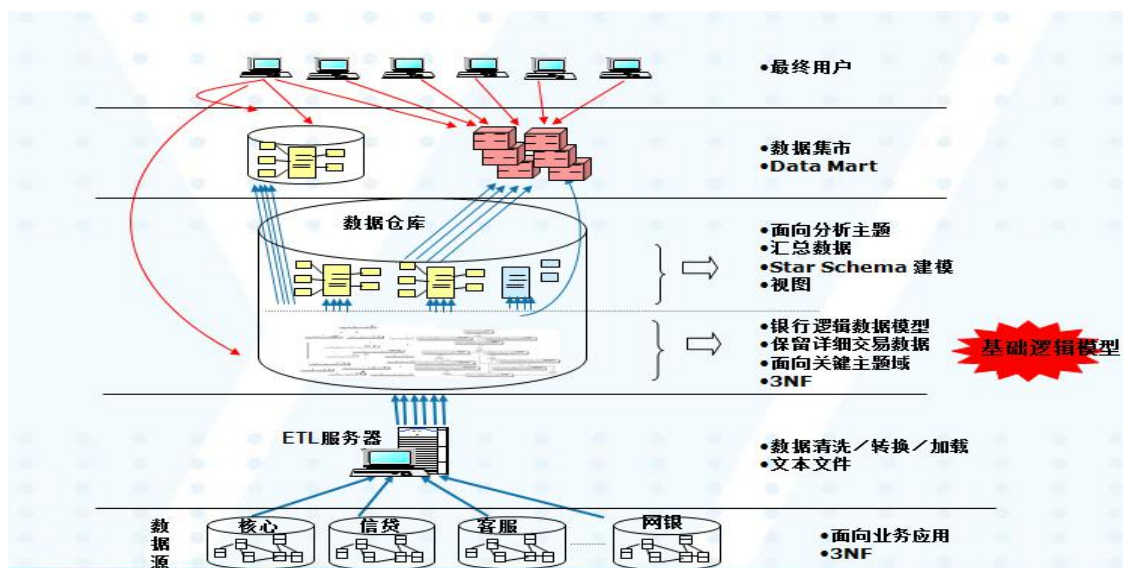 •最终用户
•数据集市
•Data Mart
数据仓库
•面向分析主题
•汇总数据
•Star Schema 建模
•视图
•银行逻辑数据模型
•保留详细交易数据
•面向关键主题域
•3NF
基础逻辑模型
ETL服务器
•数据清洗／转换／加载
•文本文件
数据源
核心
信贷
客服
网银
•面向业务应用
•3NF